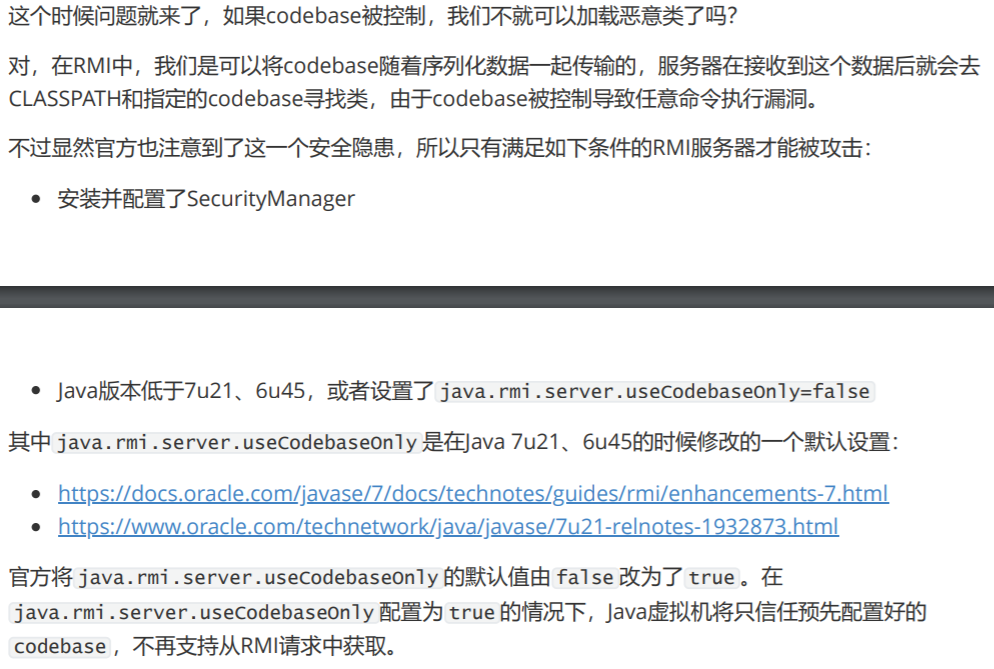 这个时候问题就来了，如果codebase被控制，我们不就可以加载恶意类了吗？
对，在RMI中，我们是可以将codebase随着序列化数据一起传输的，服务器在接收到这个数据后就会去
CLASSPATH和指定的codebase寻找类，由于codebase被控制导致任意命令执行漏洞。
不过显然官方也注意到了这一个安全隐患，所以只有满足如下条件的RMI服务器才能被攻击：
• 安装并配置了SecurityManager
• Java版本低于7u21、6u45，或者设置了 java.rmi.server.useCodebaseOnly=false
其中 java.rmi.server.useCodebaseOnly 是在Java 7u21、6u45的时候修改的一个默认设置：
• https://docs.oracle.com/javase/7/docs/technotes/guides/rmi/enhancements-7.html
• https://www.oracle.com/technetwork/java/javase/7u21-relnotes-1932873.html
官方将 java.rmi.server.useCodebaseOnly 的默认值由 false 改为了 true 。在
java.rmi.server.useCodebaseOnly 配置为 true 的情况下，Java虚拟机将只信任预先配置好的
codebase ，不再支持从RMI请求中获取。